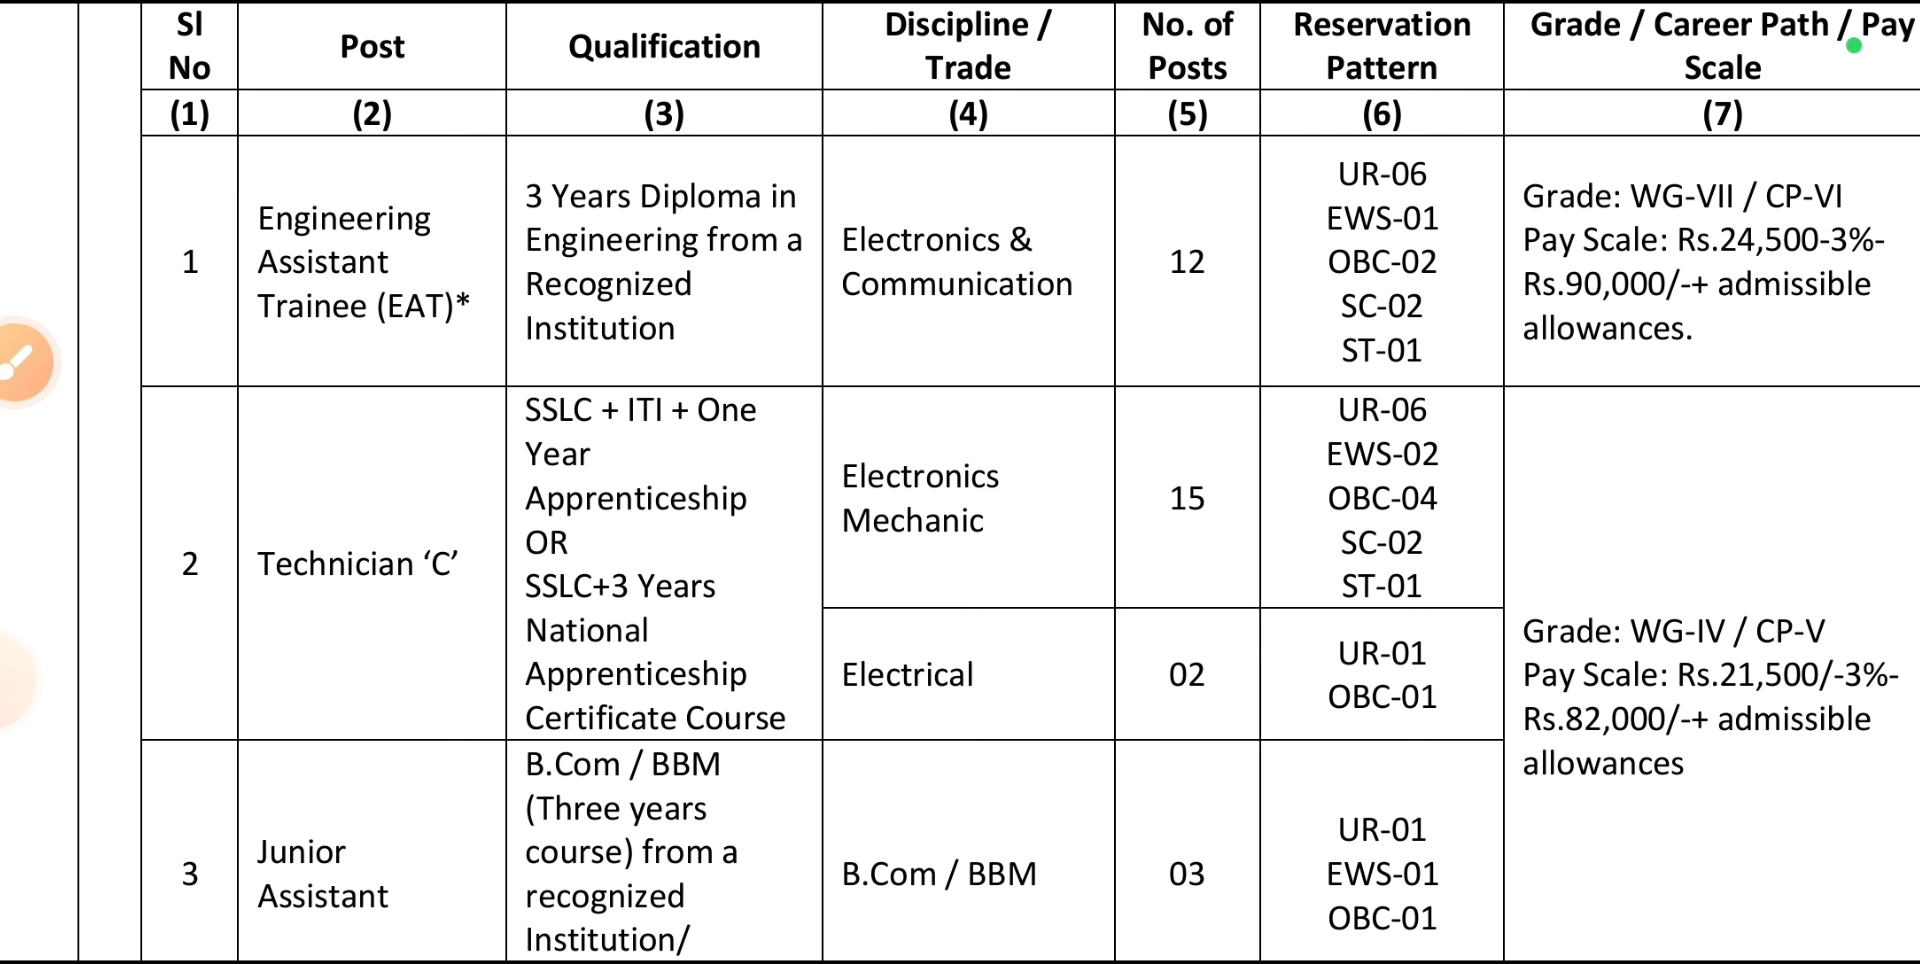 Sl No
Post
Qualification
Discipline / Trade
No. of Posts
Reservation Pattern
Grade / Career Path / Pay Scale
(1)
(2)
(3)
(4)
(5)
(6)
(7)
1
Engineering
Assistant
Trainee (EAT)*
3 Years Diploma in
Engineering from a
Recognized
Institution
Electronics &
Communication
12
UR-06
EWS-01
OBC-02
SC-02
ST-01
Grade: WG-VII / CP-VI
Pay Scale: Rs.24,500-3%-
Rs.90,000/-+ admissible
allowances.
2
Technician ‘C’
SSLC + ITI + One
Year
Apprenticeship
OR
SSLC+3 Years
National
Apprenticeship
Certificate Course
Electronics
Mechanic
15
UR-06
EWS-02
OBC-04
SC-02
ST-01
Electrical
02
UR-01
OBC-01
Grade: WG-IV / CP-V
Pay Scale: Rs.21,500/-3%-
Rs.82,000/-+ admissible
allowances
3
Junior
Assistant
B.Com / BBM
(Three years
course) from a
recognized
Institution/
B.Com / BBM
03
UR-01
EWS-01
OBC-01